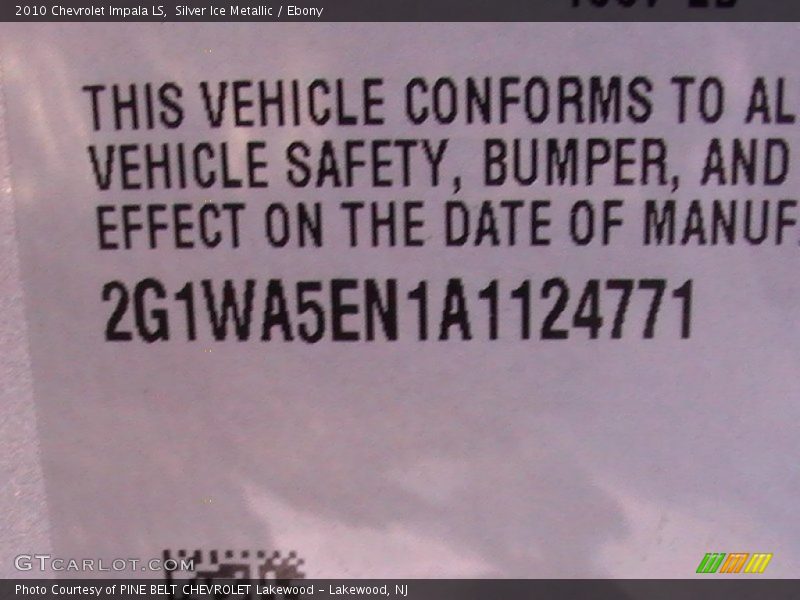 2010 Chevrolet Impala LS,  Silver Ice Metallic / Ebony
THIS VEHICLE CONFORMS TO AL
VEHICLE SAFETY, BUMPER, AND
EFFECT ON THE DATE OF MANUF
2G1WA5EN1A1124771
GTCARLOT.COM
Photo Courtesy of PINE BELT CHEVROLET Lakewood - Lakewood, NJ